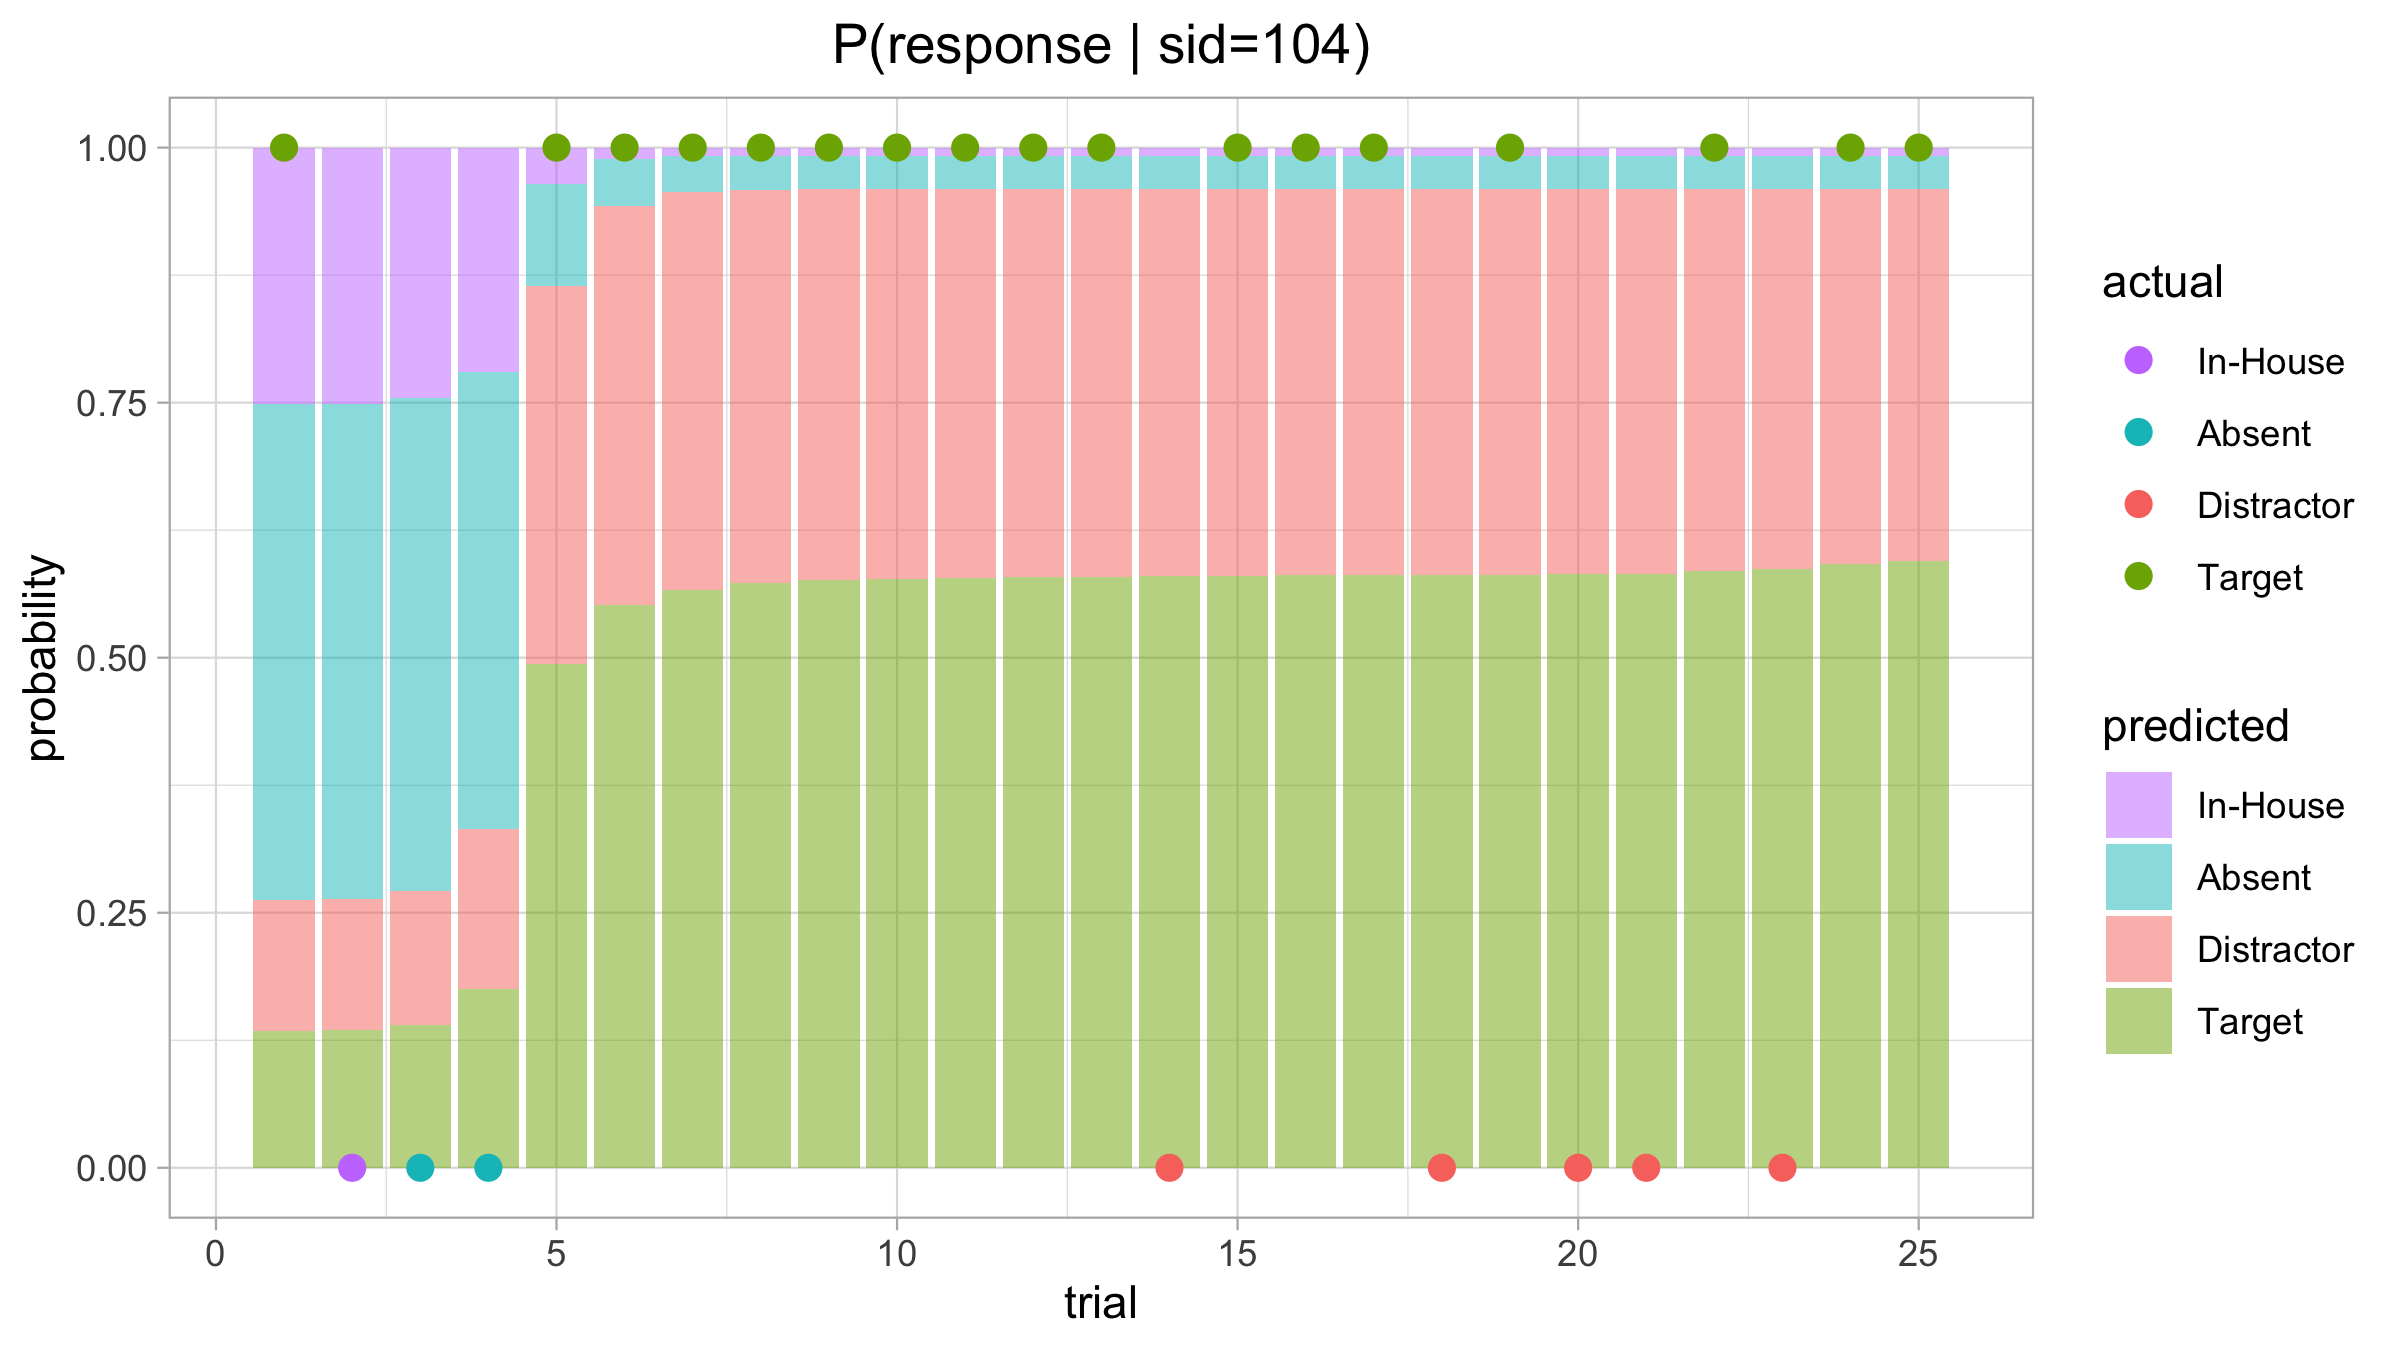 P(response | sid=104)
1.00
0.75
0.50
0.25
0.00
probability
0 5 10 15 20 25
trial
actual
In-House
Absent
Distractor
Target
predicted
In-House
Absent
Distractor
Target